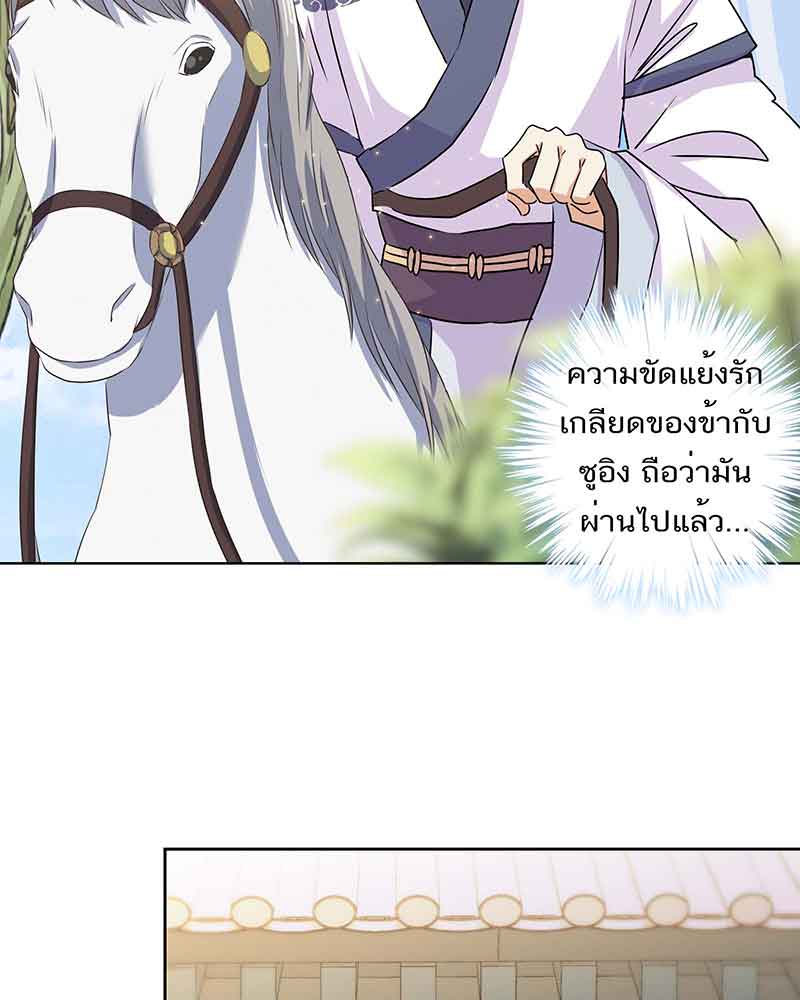 ความขัดแย้งรัก
เกลียดของข้ากับ
ซูอิง ถือว่ามัน
ผ่านไปแล้ว...